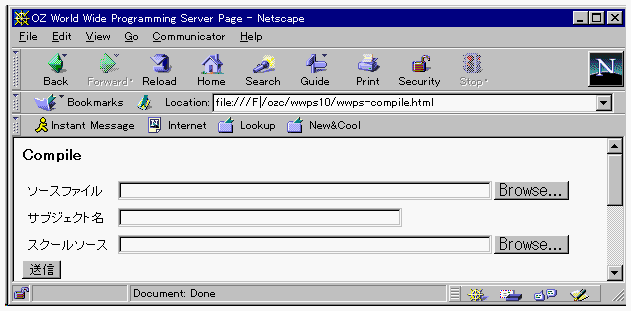 OZ World Wide Programming Server Page - Netscape
File Edit View Go Communicator Help
Back Forward Reload Home Search Guide Print Security Stop
N
Bookmarks Location: file:///F|/ozc/wwps10/wwps-compile.html
Instant Message Internet Lookup New&Cool
Compile
ソースファイル Browse...
サブジェクト名
スクールソース Browse...
送信
Document: Done